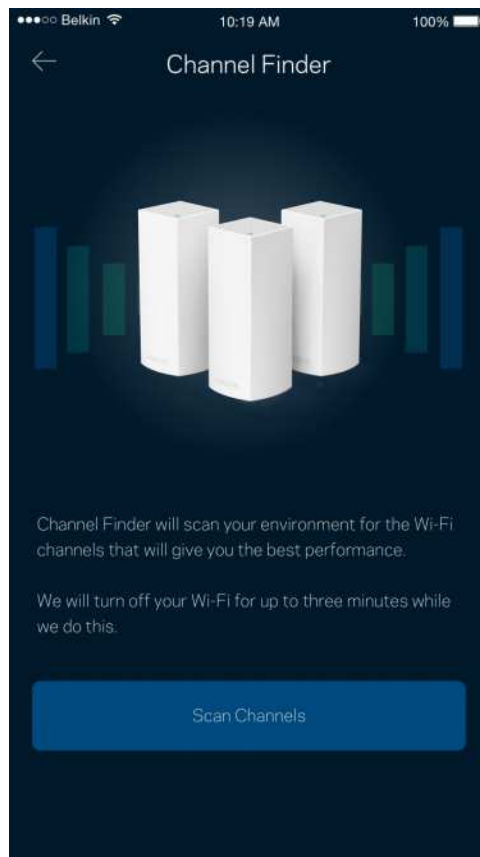 Belkin 10:19 AM 100%
Channel Finder
Channel Finder will scan your environment for the Wi-Fi
channels that will give you the best performance.
We will turn off your Wi-Fi for up to three minutes while
we do this.
Scan Channels